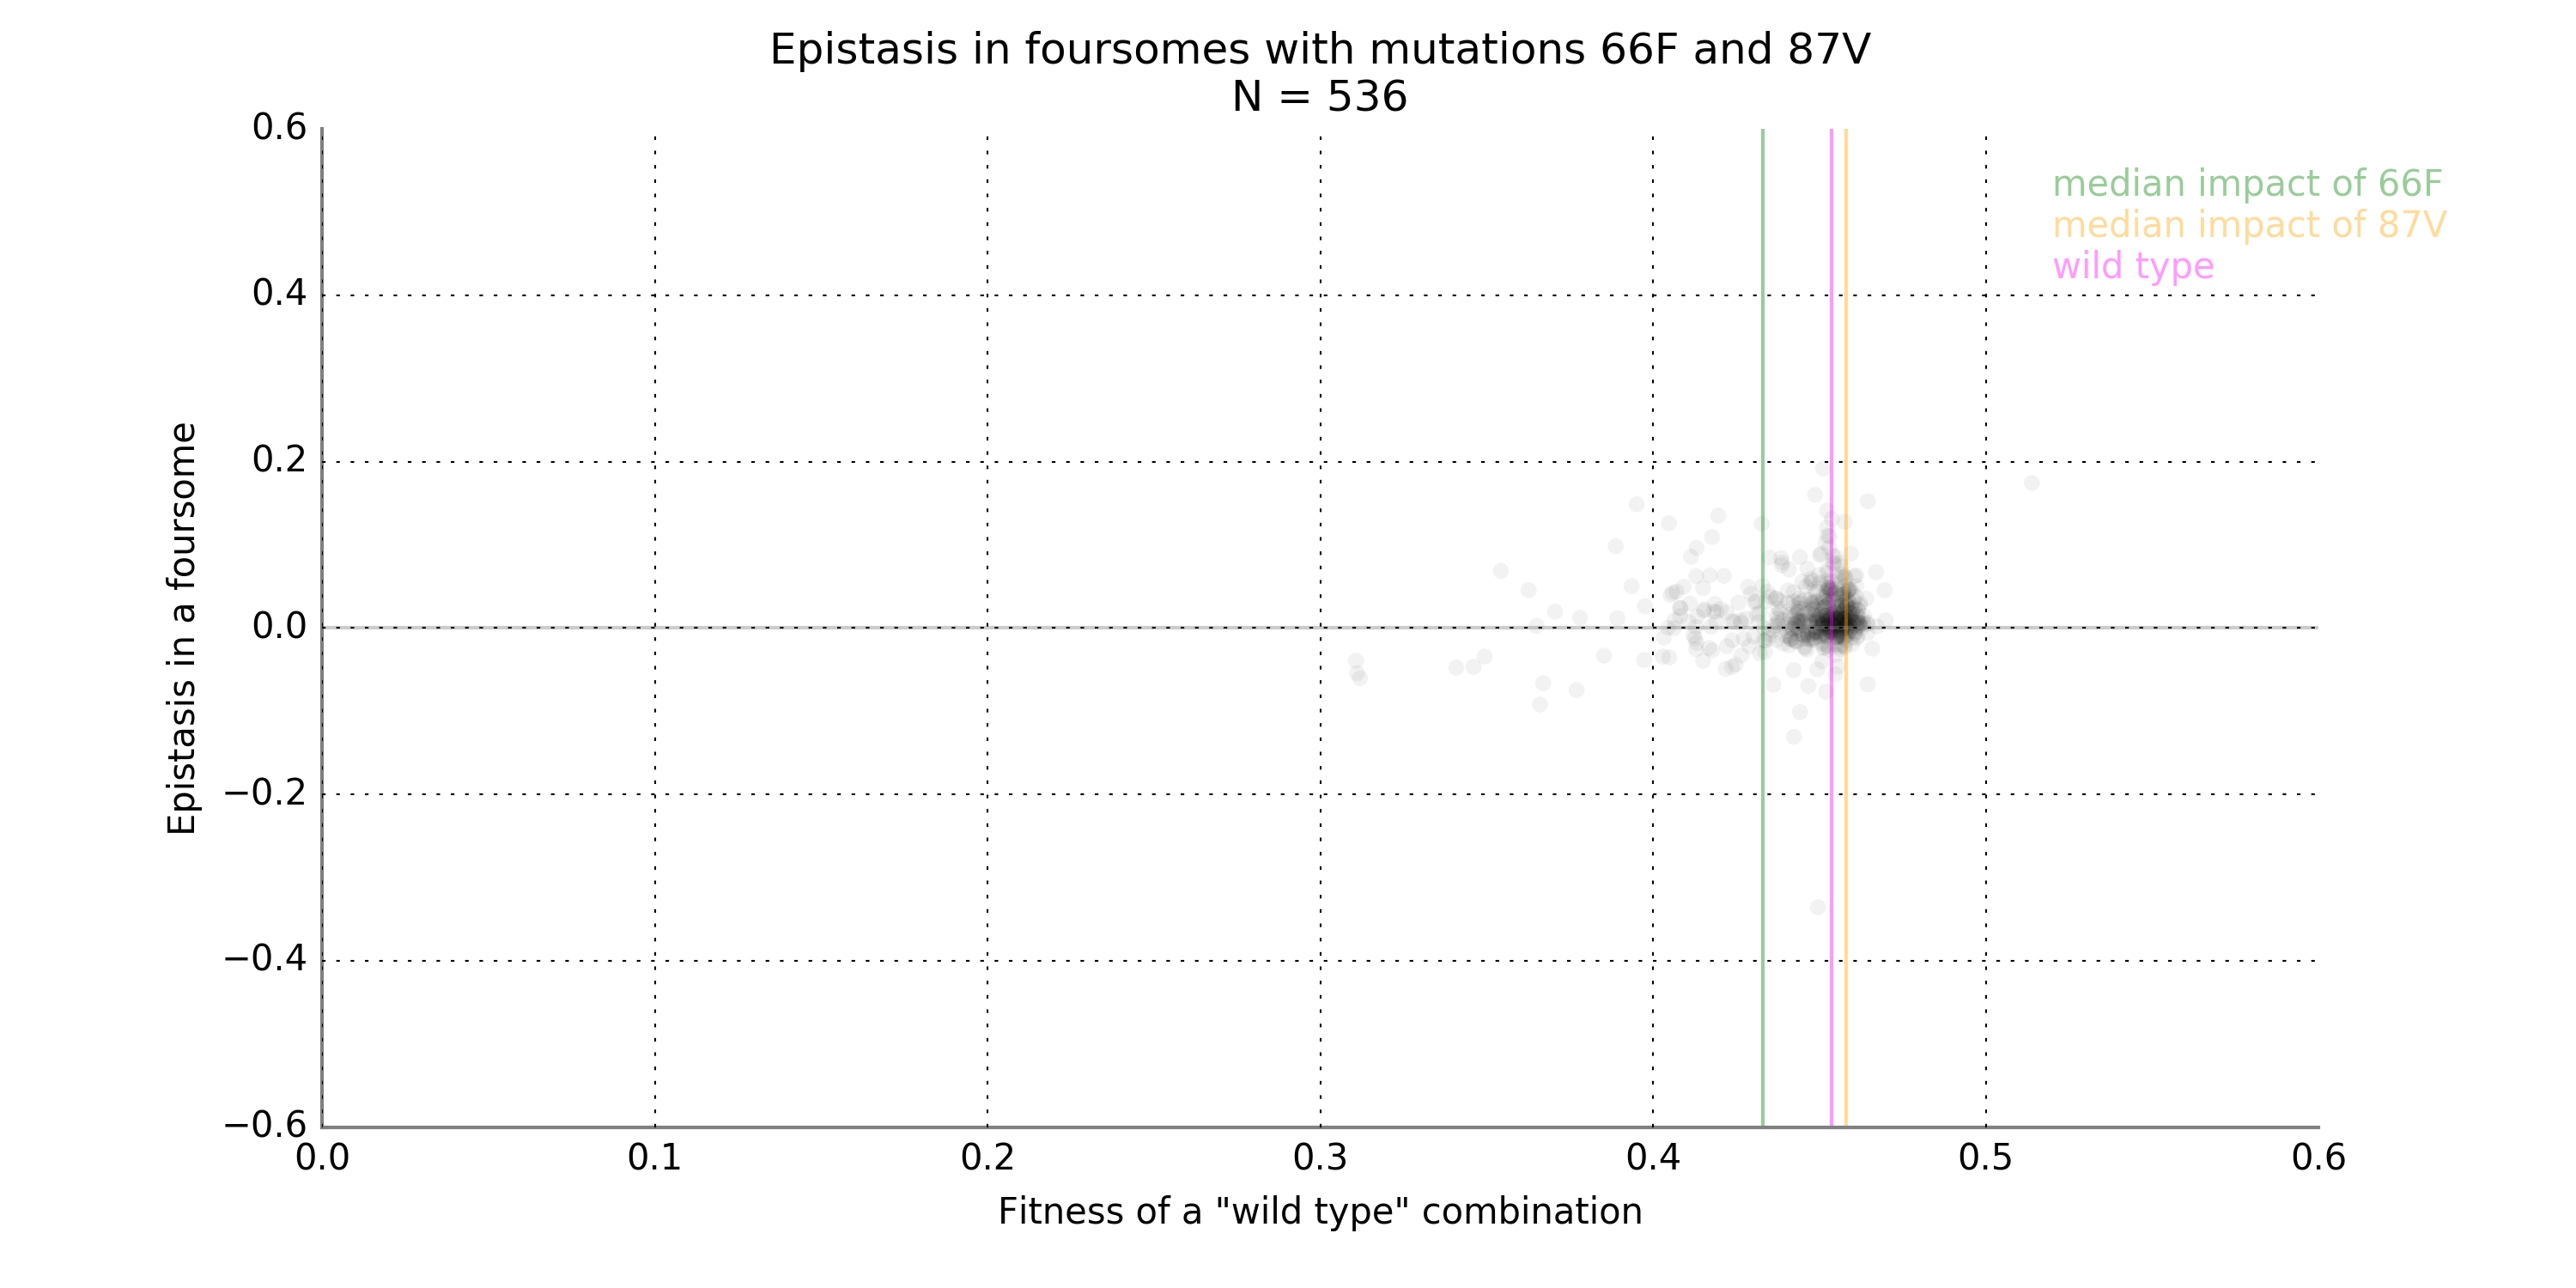 Epistasis in foursomes with mutations 66F and 87V
N = 536
0.6
0.4
0.2
0.0
−0.2
−0.4
−0.6
Epistasis in a foursome
median impact of 66F
median impact of 87V
wild type
0.0 0.1 0.2 0.3 0.4 0.5 0.6
Fitness of a "wild type" combination